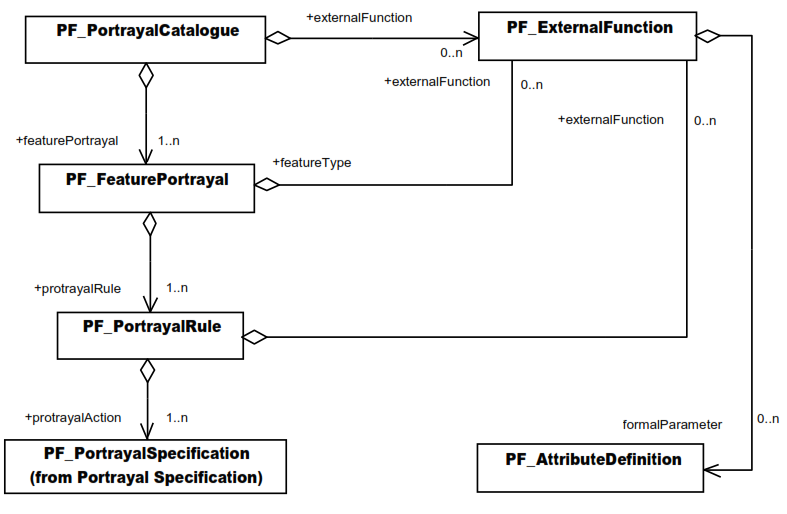 +externalFunction
PF_PortrayalCatalogue
PF_ExternalFunction
0..n
+externalFunction
0..n
+externalFunction
0..n
+featurePortrayal
1..n
+featureType
PF_FeaturePortrayal
+protrayalRule
1..n
PF_PortrayalRule
+protrayalAction
1..n
formalParameter
0..n
PF_PortrayalSpecification
(from Portrayal Specification)
PF_AttributeDefinition